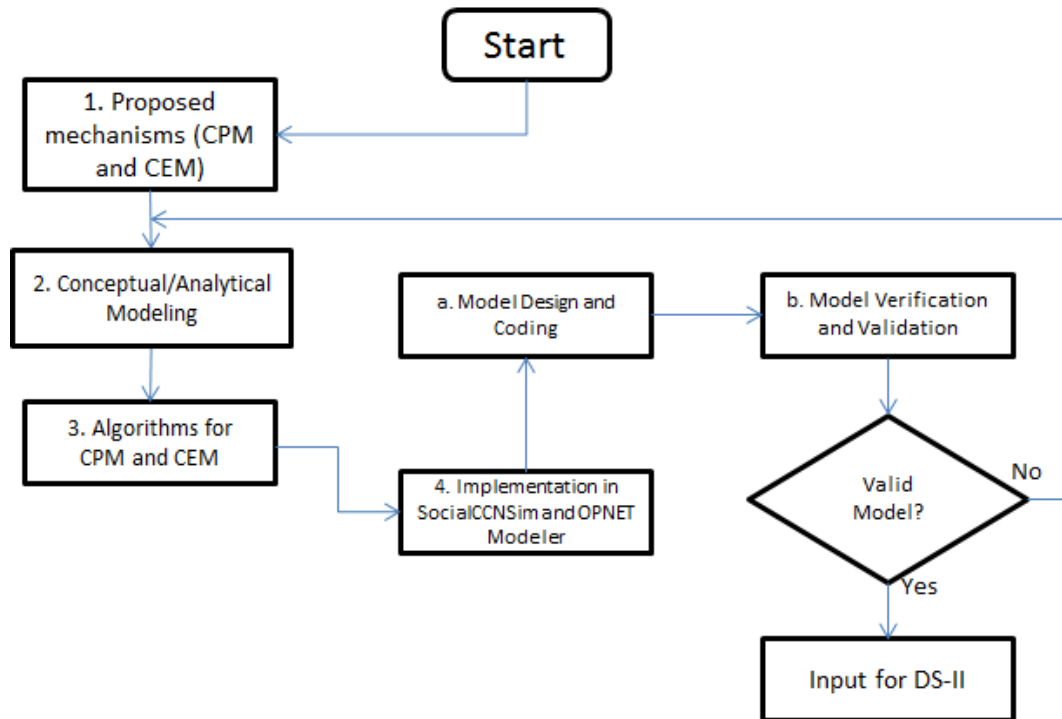 Start
1. Proposed
mechanisms (CPM
and CEM)
2. Conceptual/Analytical
Modeling
3. Algorithms for
CPM and CEM
4. Implementation in
SocialCCNSim and OPNET
Modeler
a. Model Design and
Coding
b. Model Verification
and Validation
Valid
Model?
No
Yes
Input for DS-II